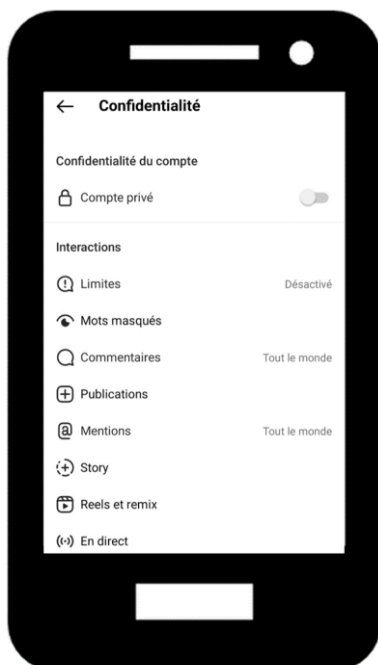 Confidentialité
Confidentialité du compte
Compte privé
Interactions
Limites Désactivé
Mots masqués
Commentaires Tout le monde
Publications
Mentions Tout le monde
Story
Reels et remix
En direct